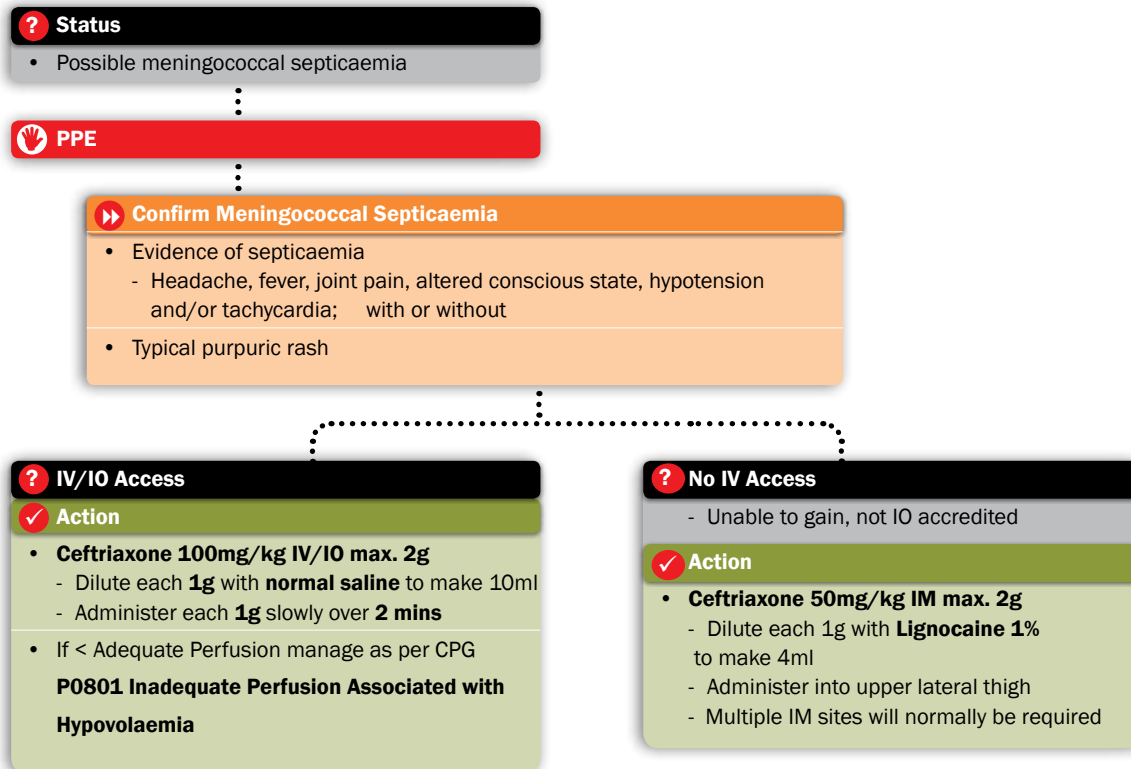 ? Status
• Possible meningococcal septicaemia
PPE
Confirm Meningococcal Septicaemia
• Evidence of septicaemia
- Headache, fever, joint pain, altered conscious state, hypotension
and/or tachycardia; with or without
• Typical purpuric rash
? IV/IO Access
✓ Action
• Ceftriaxone 100mg/kg IV/IO max. 2g
- Dilute each 1g with normal saline to make 10ml
- Administer each 1g slowly over 2 mins
• If < Adequate Perfusion manage as per CPG
P0801 Inadequate Perfusion Associated with
Hypovolaemia
? No IV Access
- Unable to gain, not IO accredited
✓ Action
• Ceftriaxone 50mg/kg IM max. 2g
- Dilute each 1g with Lignocaine 1%
to make 4ml
- Administer into upper lateral thigh
- Multiple IM sites will normally be required